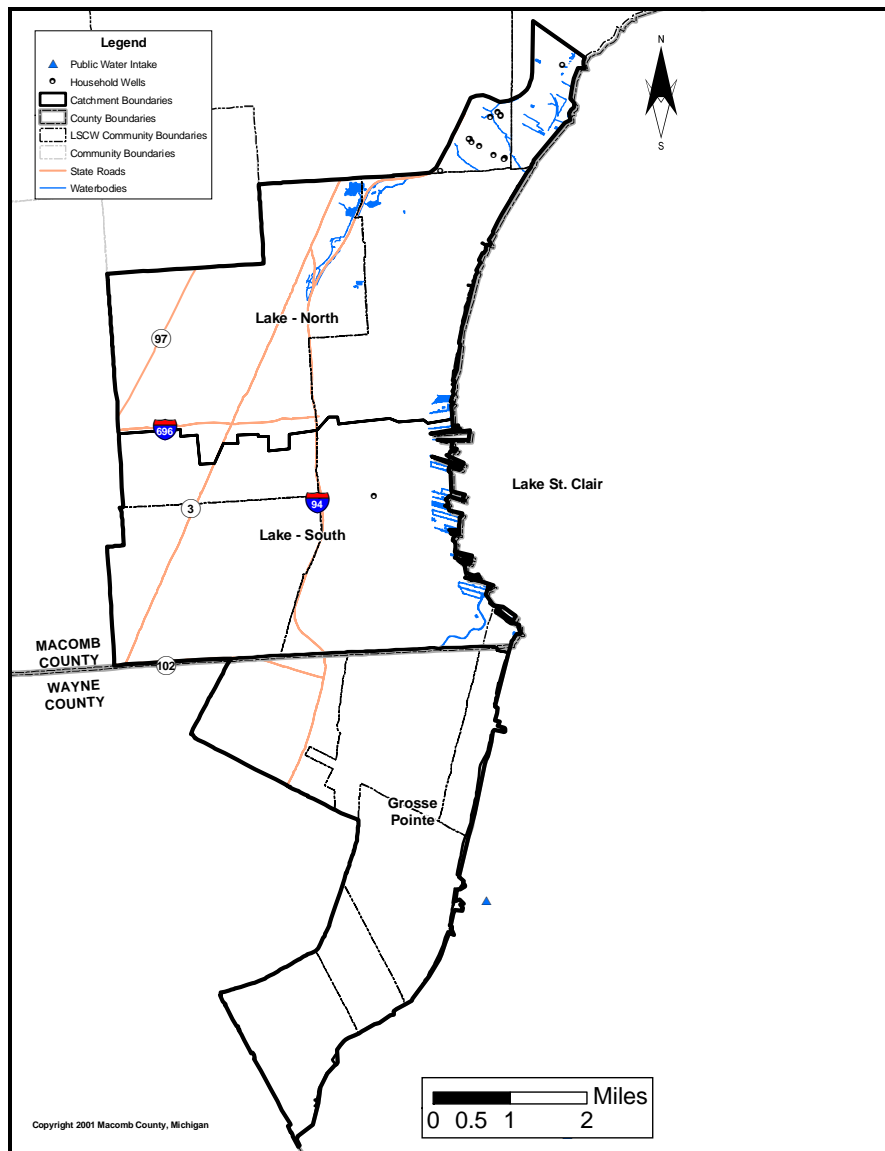 Legend
Public Water Intake
Household Wells
Catchment Boundaries
County Boundaries
LSCW Community Boundaries
Community Boundaries
State Roads
Waterbodies
N
S
Lake - North
97
696
Lake St. Clair
3
94
Lake - South
MACOMB
COUNTY
102
WAYNE
COUNTY
Grosse
Pointe
Miles
0 0.5 1 2
Copyright 2001 Macomb County, Michigan